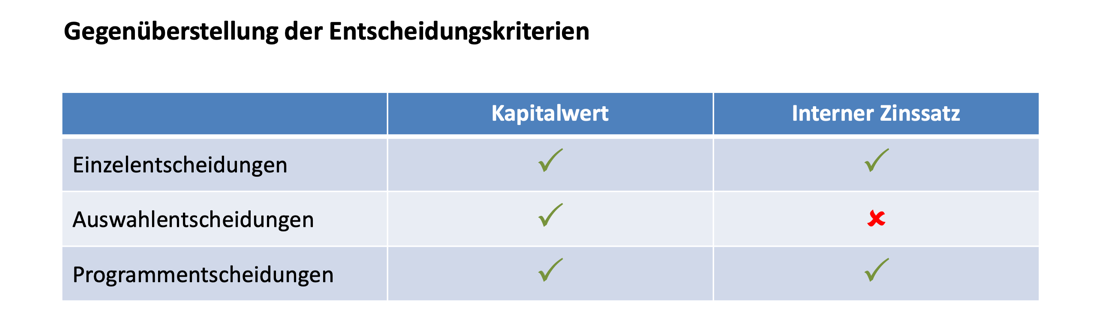 Gegenüberstellung der Entscheidungskriterien
Kapitalwert Interner Zinssatz
Einzelentscheidungen ✓ ✓
Auswahlentscheidungen ✓ ✘
Programmentscheidungen ✓ ✓